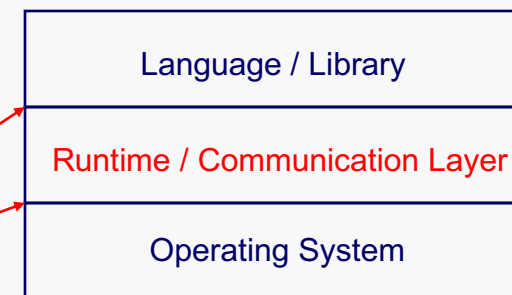 Language / Library
Runtime / Communication Layer
Operating System